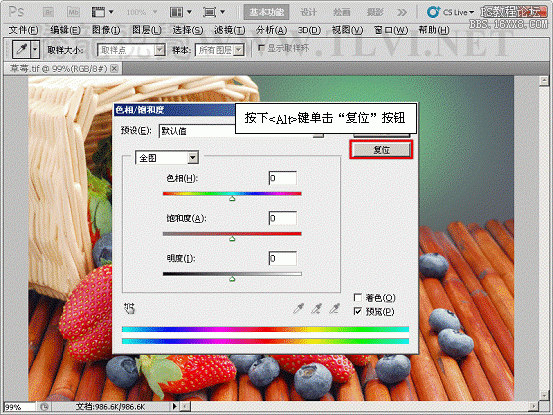 Ps Br Mb 100% 基本功能 设计 绘画 摄影 >> CS Live
PS教程论坛
BBS.16XX8.COM
文件(F) 编辑(E) 图像(I) 图层(L) 选择(S) 滤镜(T) 分析(A) 3D(D) 视图(V) 窗口(W) 帮助(H)
WWW.TLVI.NET
取样大小: 取样点 样本: 所有图层 显示取样环
草莓.tif @ 99%(RGB/8#)
色相/饱和度
按下<Alt>键单击“复位”按钮
预设(E): 默认值
复位
全图
色相(H): 0
饱和度(A): 0
明度(I): 0
着色(O)
预览(P)
99% 文档:986.6K/986.6K